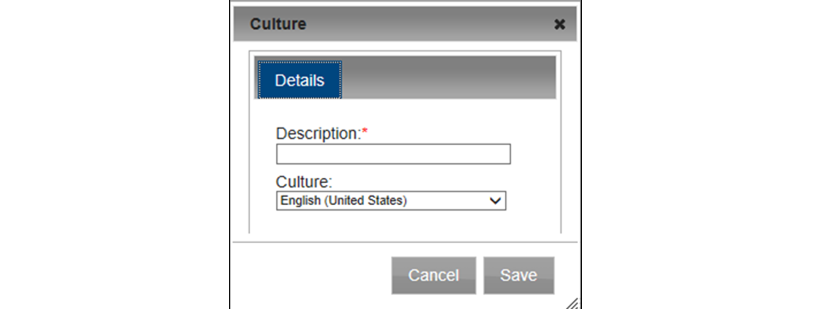 Culture
Details
Description:*
Culture:
English (United States)
Cancel Save